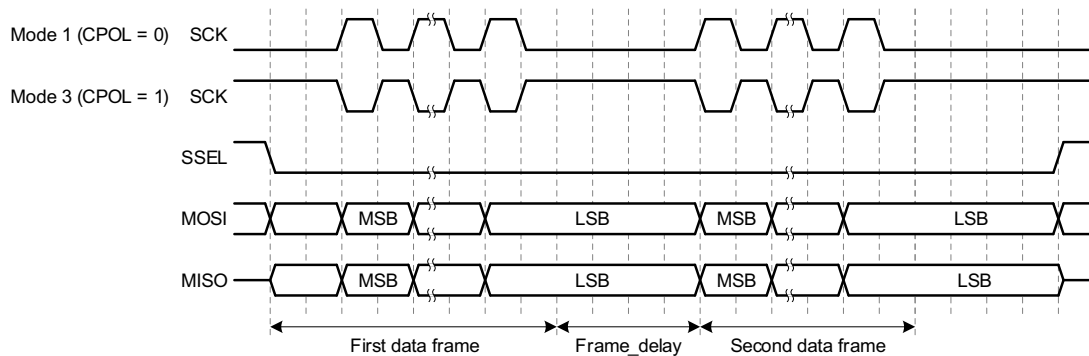 Mode 1 (CPOL = 0) SCK
Mode 3 (CPOL = 1) SCK
SSEL
MOSI MSB LSB MSB LSB
MISO MSB LSB MSB LSB
First data frame Frame_delay Second data frame